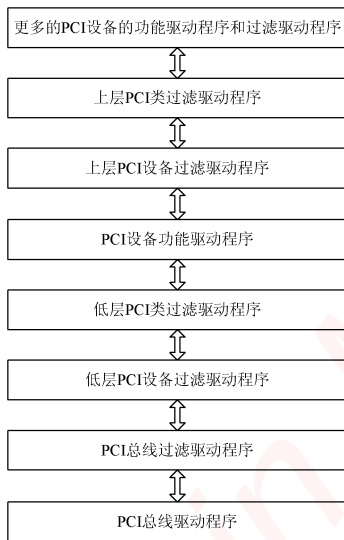 更多的PCI设备的功能驱动程序和过滤驱动程序
上层PCI类过滤驱动程序
上层PCI设备过滤驱动程序
PCI设备功能驱动程序
低层PCI类过滤驱动程序
低层PCI设备过滤驱动程序
PCI总线过滤驱动程序
PCI总线驱动程序